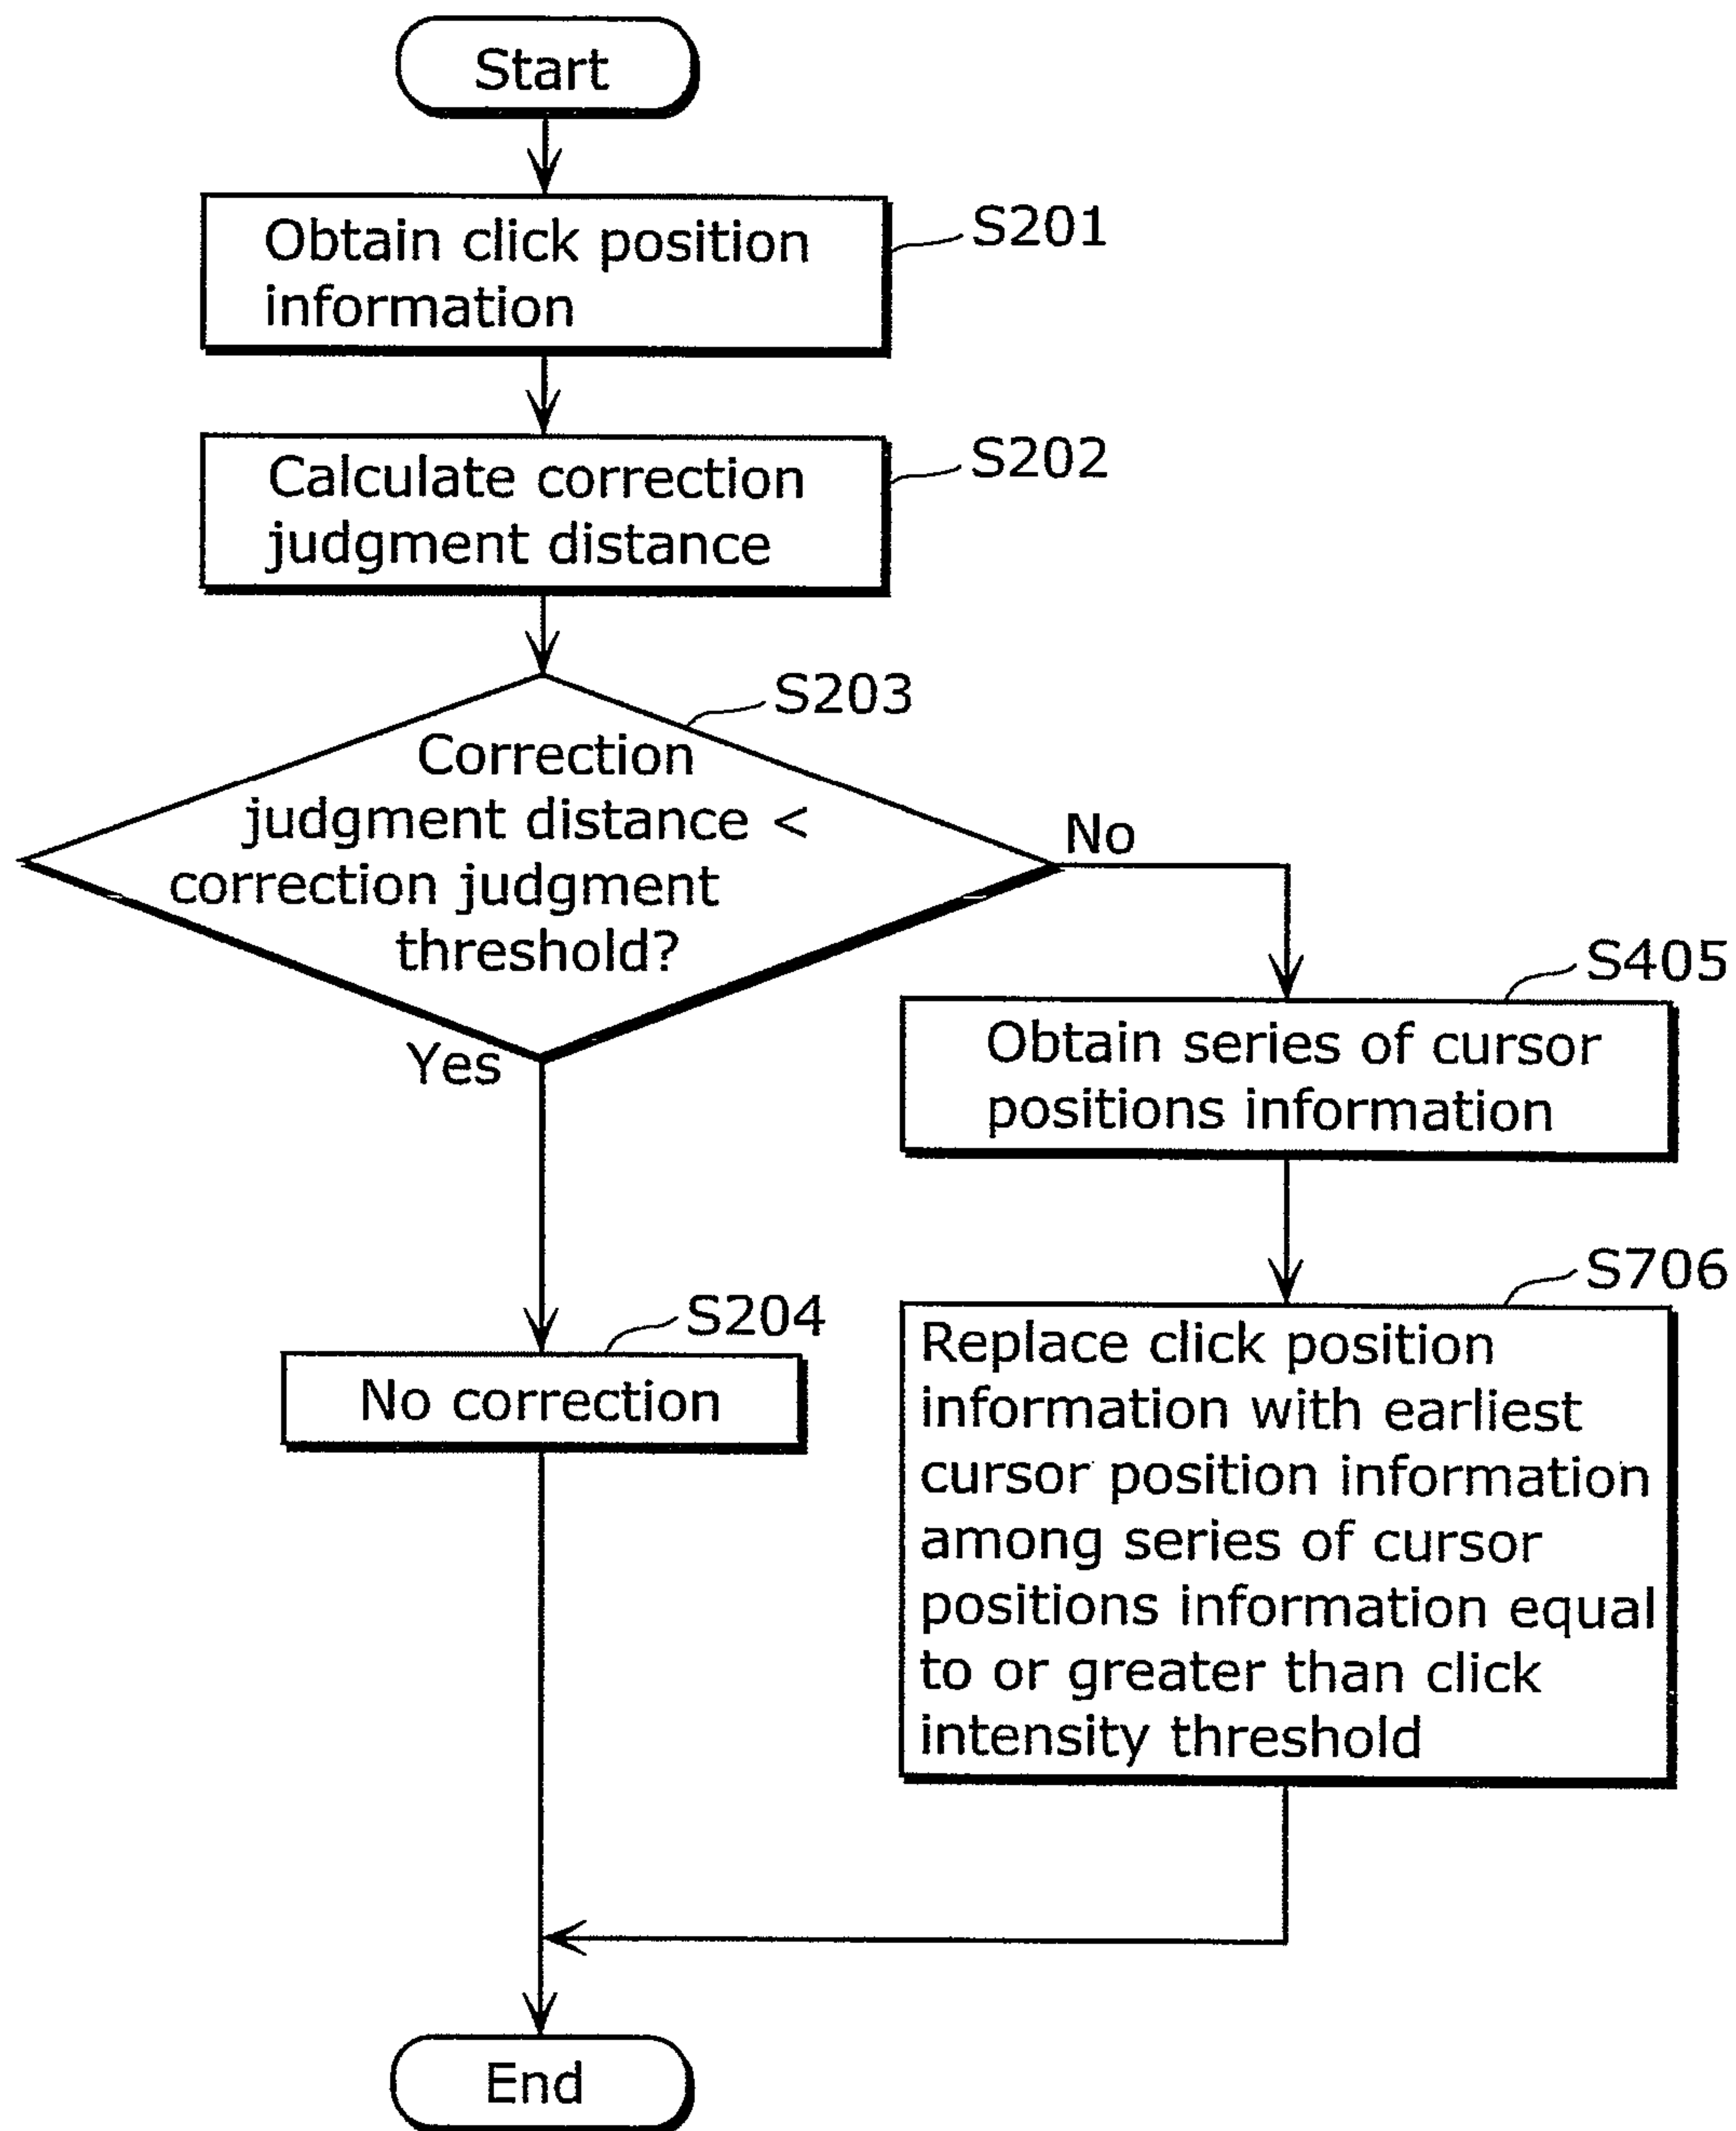 Start
Obtain click position
information
S201
Calculate correction
judgment distance
S202
S203
Correction
judgment distance <
correction judgment
threshold?
No
Yes
S405
Obtain series of cursor
positions information
S204
No correction
S706
Replace click position
information with earliest
cursor position information
among series of cursor
positions information equal
to or greater than click
intensity threshold
End